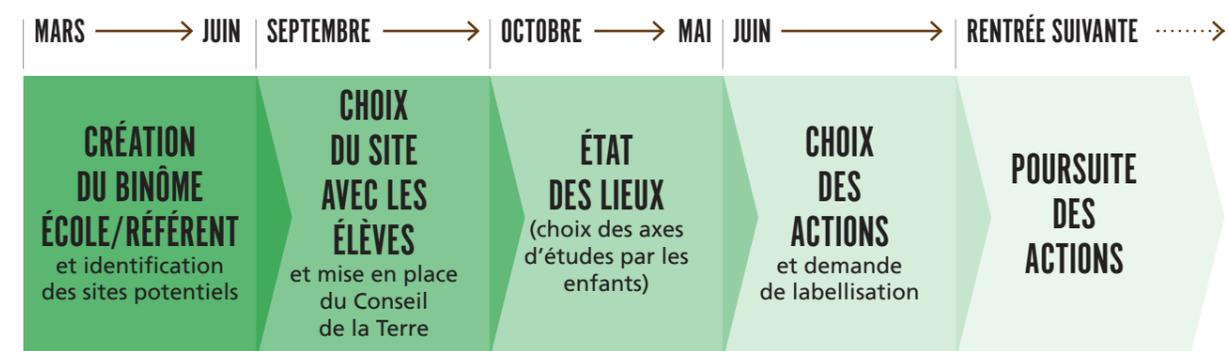 MARS JUIN SEPTEMBRE OCTOBRE MAI JUIN RENTRÉE SUIVANTE
CRÉATION
DU BINÔME
ÉCOLE/RÉFÉRENT
et identification
des sites potentiels
CHOIX
DU SITE
AVEC LES
ÉLÈVES
et mise en place
du Conseil
de la Terre
ÉTAT
DES LIEUX
(choix des axes
d'études par les
enfants)
CHOIX
DES
ACTIONS
et demande
de labellisation
POURSUITE
DES
ACTIONS